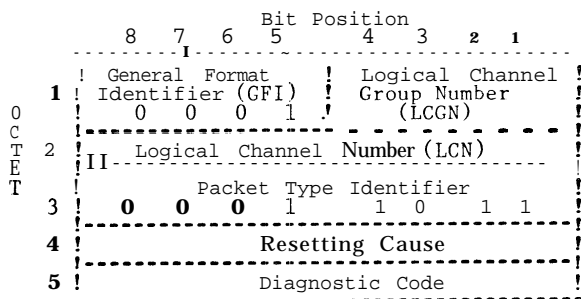 Bit Position
8 7 6 5 4 3 2 1
General Format Logical Channel
1 Identifier (GFI) Group Number
0 0 0 1 (LCGN)
OCTET
2 Logical Channel Number (LCN)
Packet Type Identifier
3 0 0 0 1 1 0 1 1
4 Resetting Cause
5 Diagnostic Code